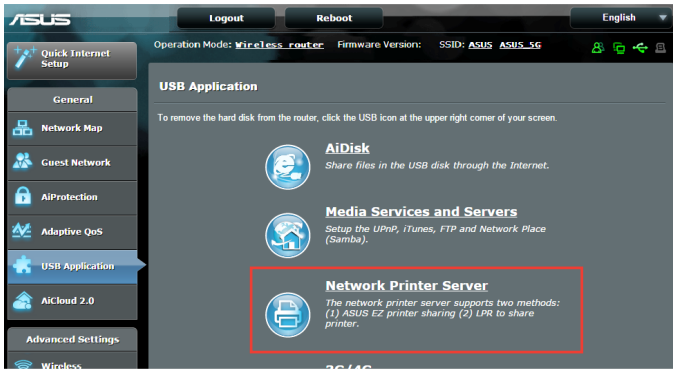 ASUS
Logout
Reboot
English
Quick Internet
Setup
Operation Mode: Wireless router Firmware Version: SSID: ASUS ASUS_5G
General
Network Map
Guest Network
AiProtection
Adaptive QoS
USB Application
AiCloud 2.0
Advanced Settings
Wireless
USB Application
To remove the hard disk from the router, click the USB icon at the upper right corner of your screen.
AiDisk
Share files in the USB disk through the Internet.
Media Services and Servers
Setup the UPnP, iTunes, FTP and Network Place
(Samba).
Network Printer Server
The network printer server supports two methods:
(1) ASUS EZ printer sharing (2) LPR to share
printer.
3G/4G